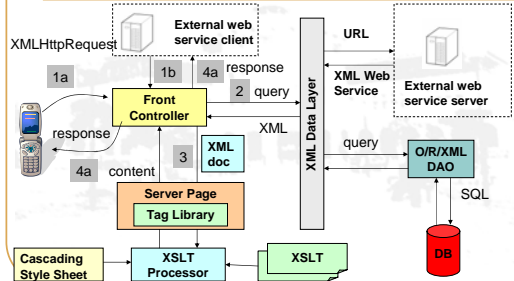 External web
service client
XMLHttpRequest
1a
1b
4a
response
2
query
URL
XML Web
Service
External web
service server
Front
Controller
XML Data Layer
XML
response
4a
content
3
XML
doc
query
O/R/XML
DAO
SQL
Server Page
Tag Library
DB
Cascading
Style Sheet
XSLT
Processor
XSLT